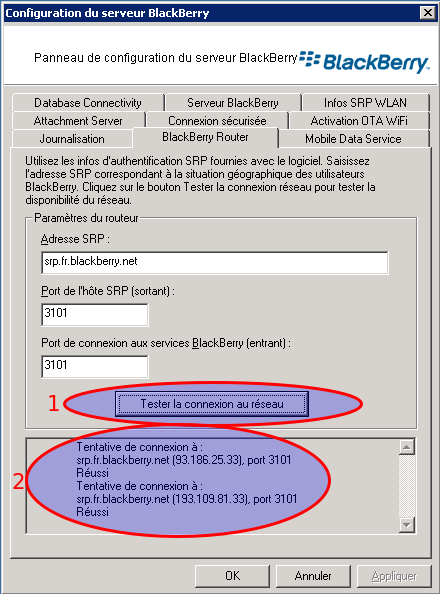 Configuration du serveur BlackBerry
Panneau de configuration du serveur BlackBerry
BlackBerry
Database Connectivity
Serveur BlackBerry
Infos SRP WLAN
Attachment Server
Connexion sécurisée
Activation OTA WiFi
Journalisation
BlackBerry Router
Mobile Data Service
Utilisez les infos d'authentification SRP fournies avec le logiciel. Saisissez
l'adresse SRP correspondant à la situation géographique des utilisateurs
BlackBerry. Cliquez sur le bouton Tester la connexion réseau pour tester la
disponibilité du réseau.
Paramètres du routeur
Adresse SRP :
srp.fr.blackberry.net
Port de l'hôte SRP (sortant) :
3101
Port de connexion aux services BlackBerry (entrant) :
3101
1
Tester la connexion au réseau
2
Tentative de connexion à :
srp.fr.blackberry.net (93.186.25.33), port 3101
Réussi
Tentative de connexion à :
srp.fr.blackberry.net (193.109.81.33), port 3101
Réussi
OK
Annuler
Appliquer